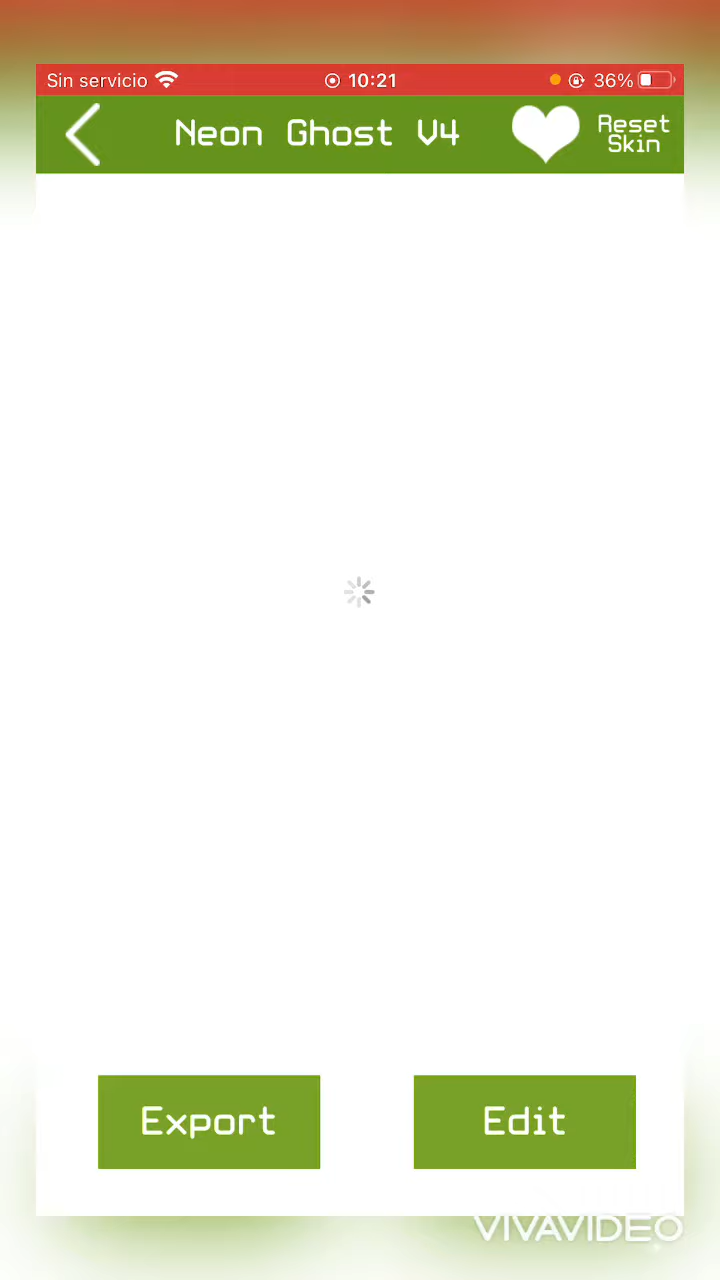 Sin servicio 10:21 36%
Neon Ghost V4
Reset
Skin
Export
Edit
VIVAVIDEO